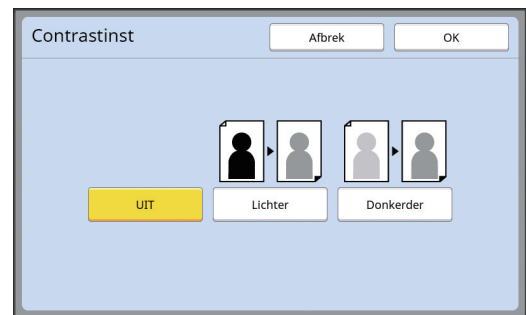 Contrastinst
Afbrek
OK
UIT
Lichter
Donkerder